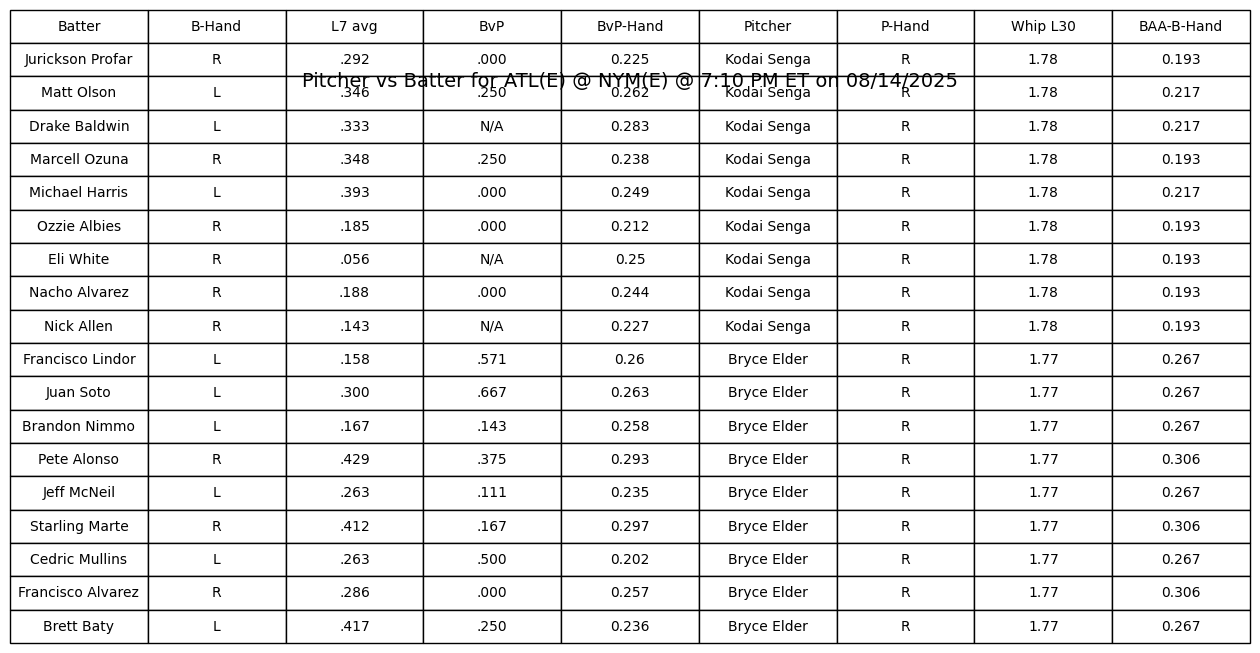 Batter B-Hand L7 avg BvP BvP-Hand Pitcher P-Hand Whip L30 BAA-B-Hand
Jurickson Profar R .292 .000 0.225 Kodai Senga R 1.78 0.193
Pitcher vs Batter for ATL(E) @ NYM(E) @ 7:10 PM ET on 08/14/2025
Matt Olson L .346 .250 0.262 Kodai Senga R 1.78 0.217
Drake Baldwin L .333 N/A 0.283 Kodai Senga R 1.78 0.217
Marcell Ozuna R .348 .250 0.238 Kodai Senga R 1.78 0.193
Michael Harris L .393 .000 0.249 Kodai Senga R 1.78 0.217
Ozzie Albies R .185 .000 0.212 Kodai Senga R 1.78 0.193
Eli White R .056 N/A 0.25 Kodai Senga R 1.78 0.193
Nacho Alvarez R .188 .000 0.244 Kodai Senga R 1.78 0.193
Nick Allen R .143 N/A 0.227 Kodai Senga R 1.78 0.193
Francisco Lindor L .158 .571 0.26 Bryce Elder R 1.77 0.267
Juan Soto L .300 .667 0.263 Bryce Elder R 1.77 0.267
Brandon Nimmo L .167 .143 0.258 Bryce Elder R 1.77 0.267
Pete Alonso R .429 .375 0.293 Bryce Elder R 1.77 0.306
Jeff McNeil L .263 .111 0.235 Bryce Elder R 1.77 0.267
Starling Marte R .412 .167 0.297 Bryce Elder R 1.77 0.306
Cedric Mullins L .263 .500 0.202 Bryce Elder R 1.77 0.267
Francisco Alvarez R .286 .000 0.257 Bryce Elder R 1.77 0.306
Brett Baty L .417 .250 0.236 Bryce Elder R 1.77 0.267